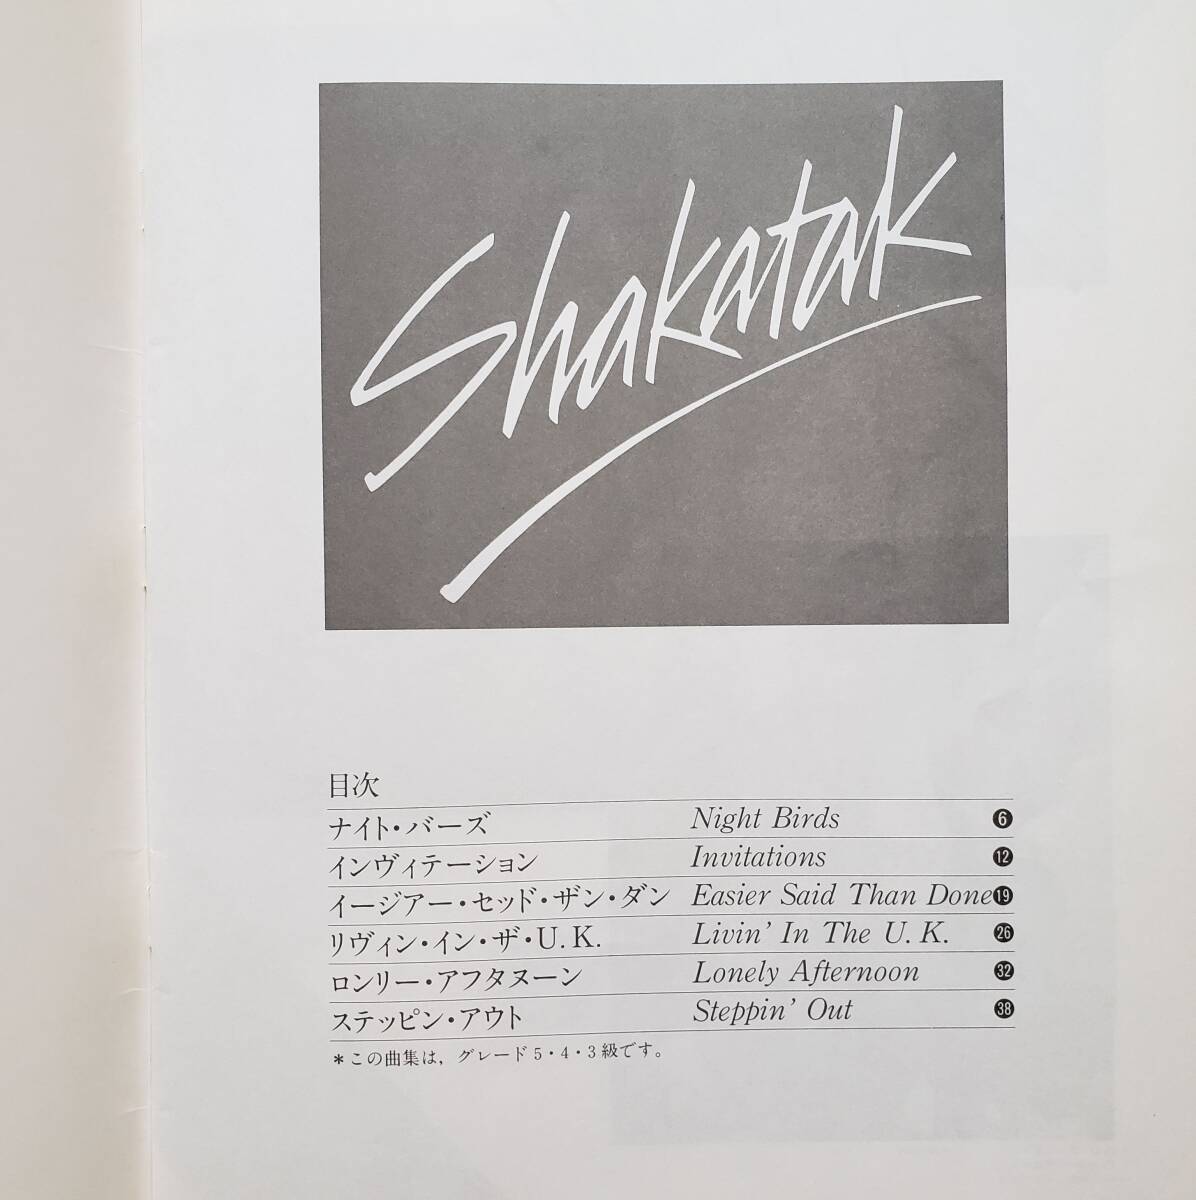 Shakatak
目次
ナイト・バーズ Night Birds 6
インヴィテーション Invitations 12
イージアー・セッド・ザン・ダン Easier Said Than Done 19
リヴィン・イン・ザ・U.K. Livin' In The U.K. 26
ロンリー・アフタヌーン Lonely Afternoon 32
ステッピン・アウト Steppin' Out 38
*この曲集は，グレード5・4・3級です。